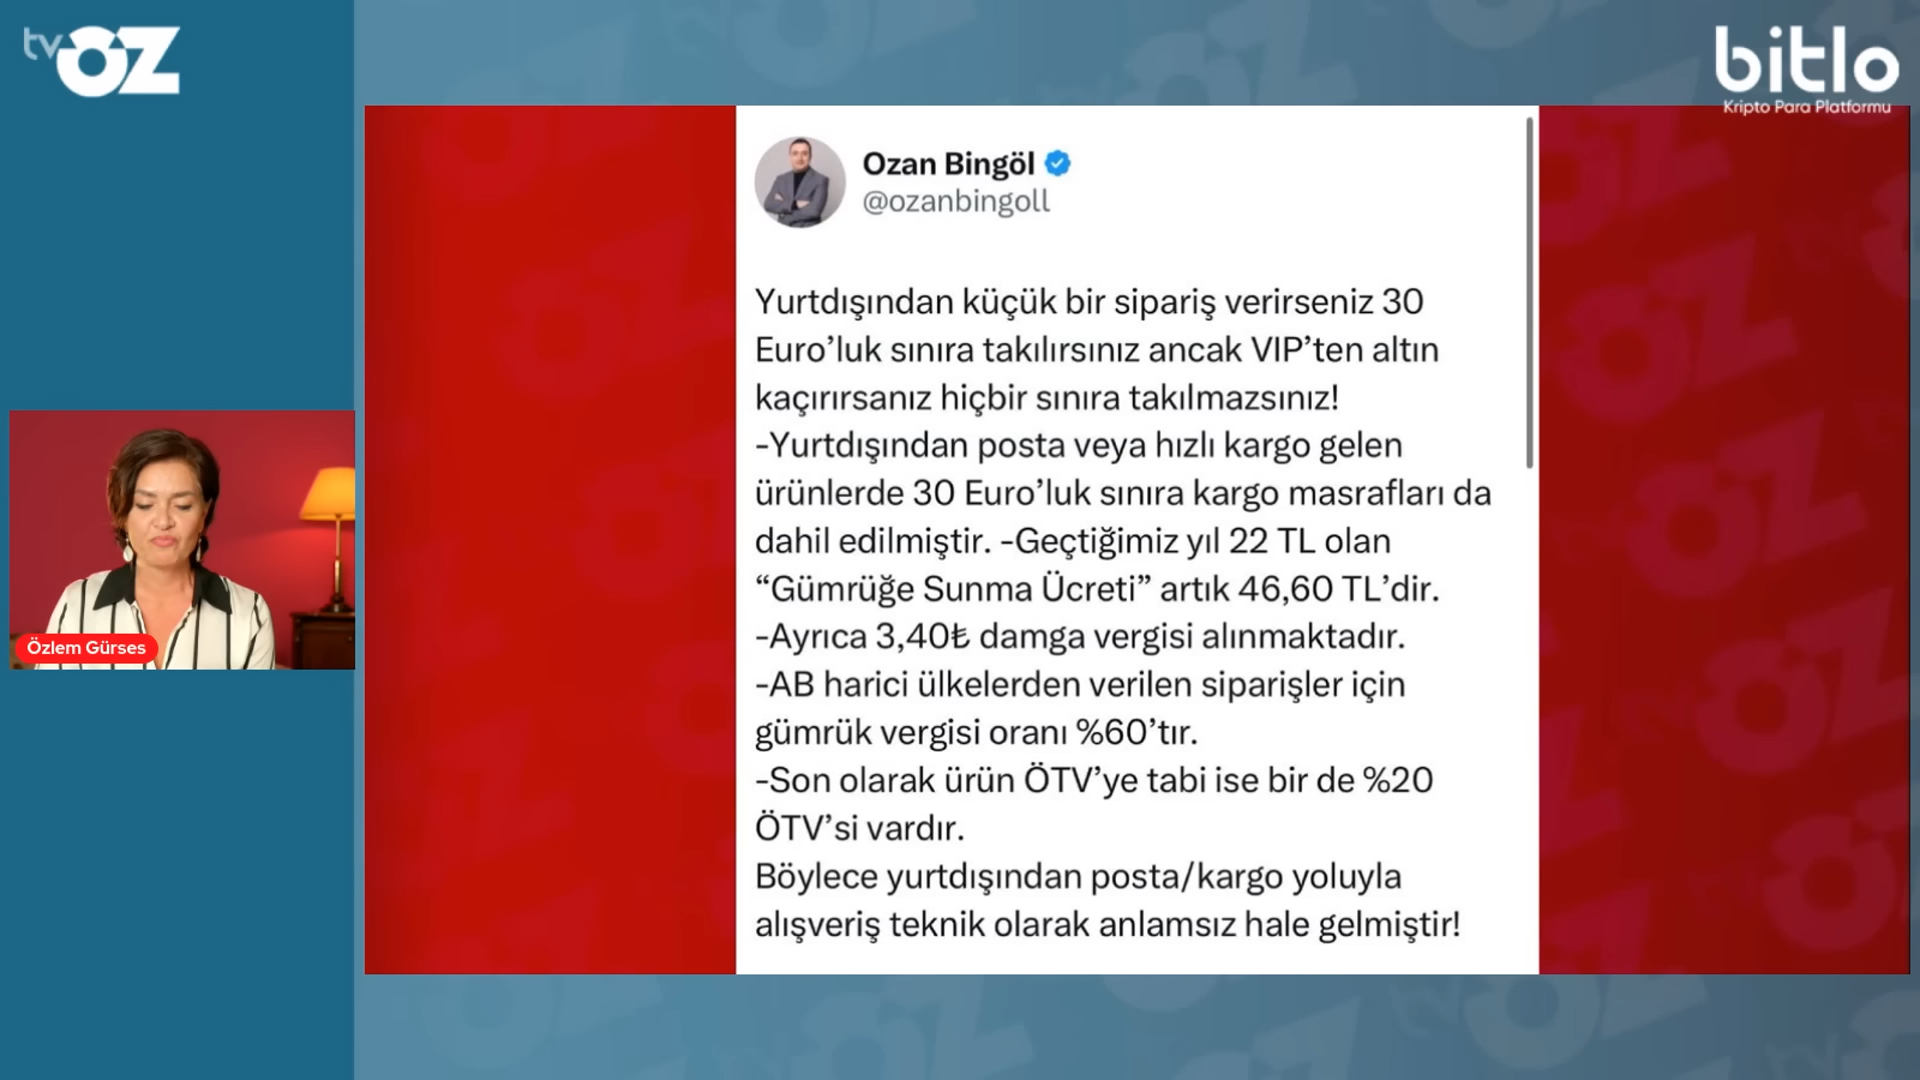 tv ÖZ
bitlo
Kripto Para Platformu
Ozan Bingöl
@ozanbingoll
Yurtdışından küçük bir sipariş verirseniz 30
Euro’luk sınıra takılırsınız ancak VIP’ten altın
kaçırırsanız hiçbir sınıra takılmazsınız!
-Yurtdışından posta veya hızlı kargo gelen
ürünlerde 30 Euro’luk sınıra kargo masrafları da
dahil edilmiştir. -Geçtiğimiz yıl 22 TL olan
“Gümrüğe Sunma Ücreti” artık 46,60 TL’dir.
-Ayrıca 3,40₺ damga vergisi alınmaktadır.
-AB harici ülkelerden verilen siparişler için
gümrük vergisi oranı %60’tır.
-Son olarak ürün ÖTV’ye tabi ise bir de %20
ÖTV’si vardır.
Böylece yurtdışından posta/kargo yoluyla
alışveriş teknik olarak anlamsız hale gelmiştir!
Özlem Gürses